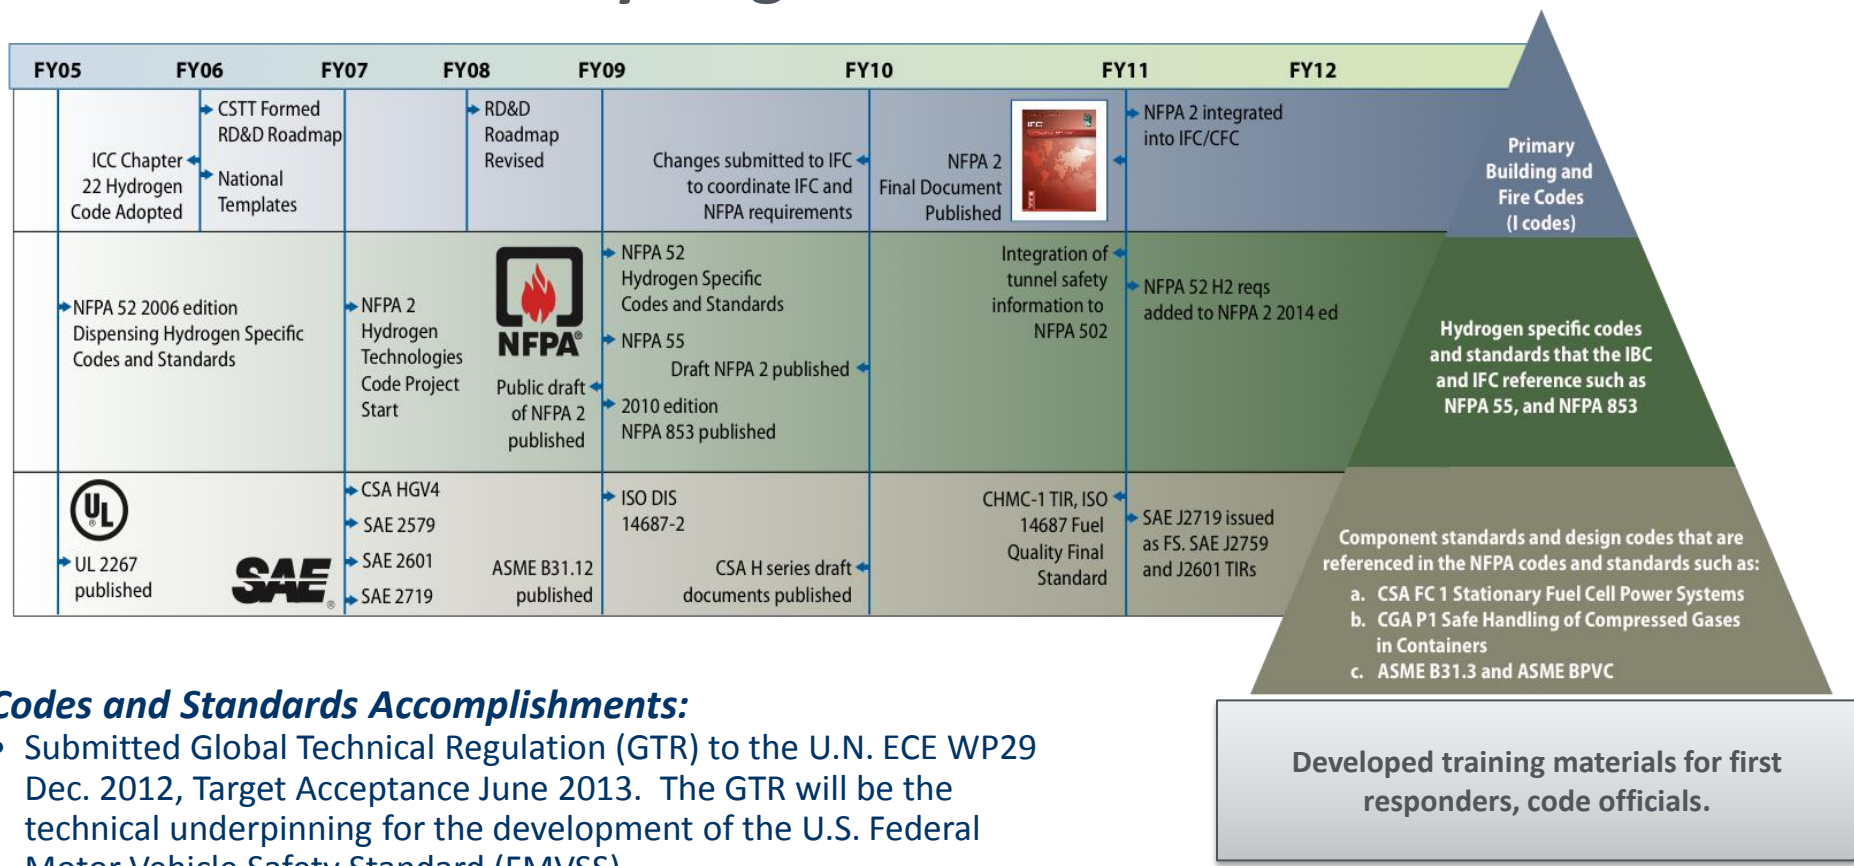 FY05 FY06 FY07 FY08 FY09 FY10 FY11 FY12
ICC Chapter
22 Hydrogen
Code Adopted
CSTT Formed
RD&D Roadmap
National
Templates
RD&D
Roadmap
Revised
Changes submitted to IFC
to coordinate IFC and
NFPA requirements
NFPA 2
Final Document
Published
IFC
NFPA 2 integrated
into IFC/CFC
Primary
Building and
Fire Codes
(I codes)
NFPA 52 2006 edition
Dispensing Hydrogen Specific
Codes and Standards
NFPA 2
Hydrogen
Technologies
Code Project
Start
NFPA®
Public draft
of NFPA 2
published
NFPA 52
Hydrogen Specific
Codes and Standards
NFPA 55
Draft NFPA 2 published
2010 edition
NFPA 853 published
Integration of
tunnel safety
information to
NFPA 502
NFPA 52 H2 reqs
added to NFPA 2 2014 ed
Hydrogen specific codes
and standards that the IBC
and IFC reference such as
NFPA 55, and NFPA 853
UL®
UL 2267
published
SAE®
CSA HGV4
SAE 2579
SAE 2601
SAE 2719
ASME B31.12
published
ISO DIS
14687-2
CSA H series draft
documents published
CHMC-1 TIR, ISO
14687 Fuel
Quality Final
Standard
SAE J2719 issued
as FS. SAE J2759
and J2601 TIRs
Component standards and design codes that are
referenced in the NFPA codes and standards such as:
a. CSA FC 1 Stationary Fuel Cell Power Systems
b. CGA P1 Safe Handling of Compressed Gases
in Containers
c. ASME B31.3 and ASME BPVC
Codes and Standards Accomplishments:
• Submitted Global Technical Regulation (GTR) to the U.N. ECE WP29
Dec. 2012, Target Acceptance June 2013. The GTR will be the
technical underpinning for the development of the U.S. Federal
Motor Vehicle Safety Standard (FMVSS)
Developed training materials for first
responders, code officials.